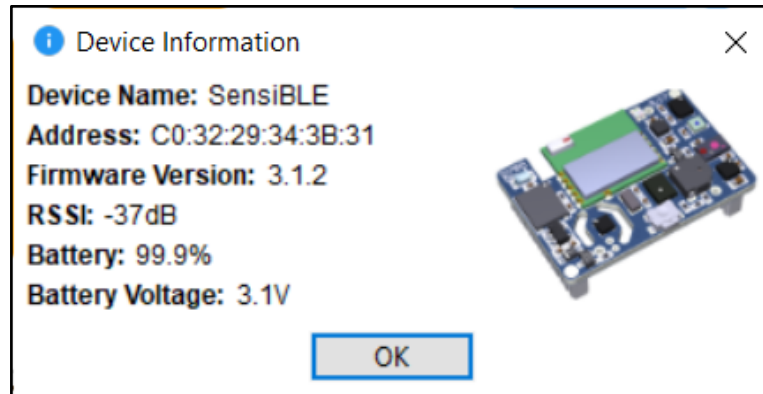 Device Information
Device Name: SensiBLE
Address: C0:32:29:34:3B:31
Firmware Version: 3.1.2
RSSI: -37dB
Battery: 99.9%
Battery Voltage: 3.1V
OK